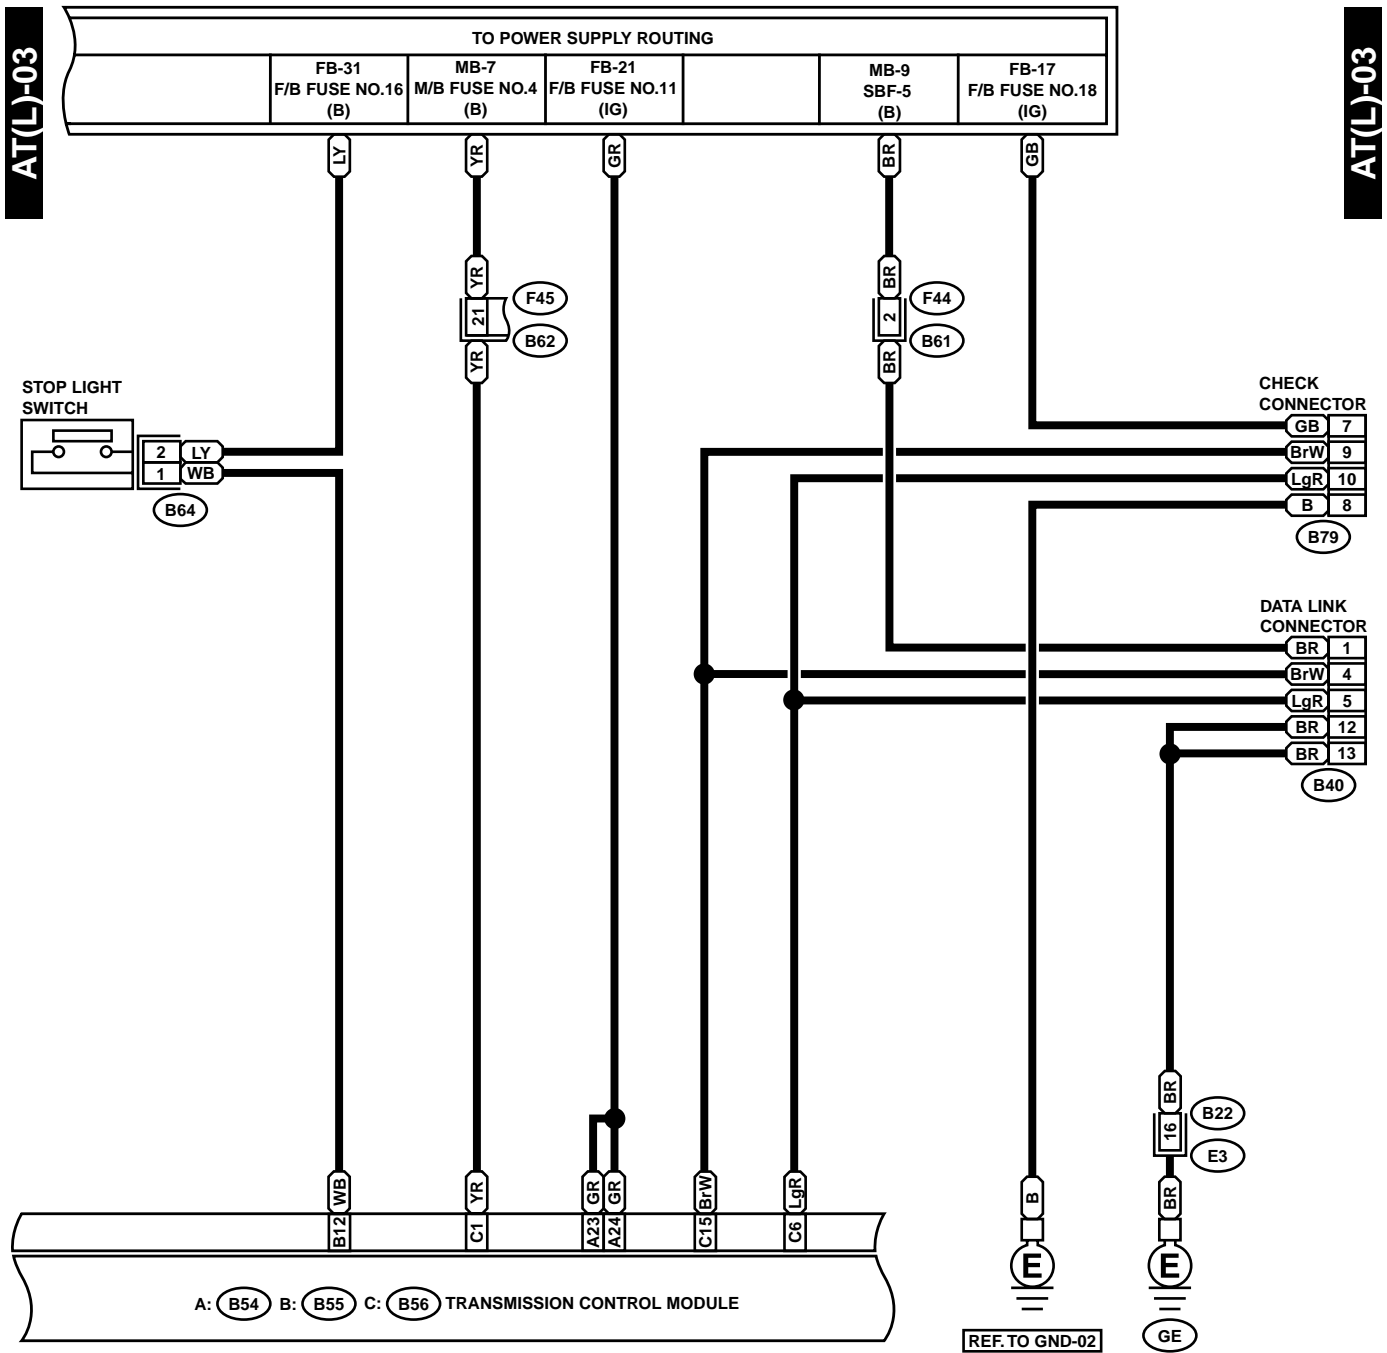 AT(L)-03
AT(L)-03
TO POWER SUPPLY ROUTING
FB-31
F/B FUSE NO.16
(B)
MB-7
M/B FUSE NO.4
(B)
FB-21
F/B FUSE NO.11
(IG)
MB-9
SBF-5
(B)
FB-17
F/B FUSE NO.18
(IG)
LY
YR
GR
BR
GB
YR
21
YR
F45
B62
BR
2
BR
F44
B61
STOP LIGHT
SWITCH
2 LY
1 WB
B64
CHECK
CONNECTOR
GB 7
BrW 9
LgR 10
B 8
B79
DATA LINK
CONNECTOR
BR 1
BrW 4
LgR 5
BR 12
BR 13
B40
BR
16
B22
E3
BR
WB
YR
GR
GR
BrW
LgR
B
B12
C1
A23
A24
C15
C6
E
E
A: B54 B: B55 C: B56 TRANSMISSION CONTROL MODULE
REF. TO GND-02
GE